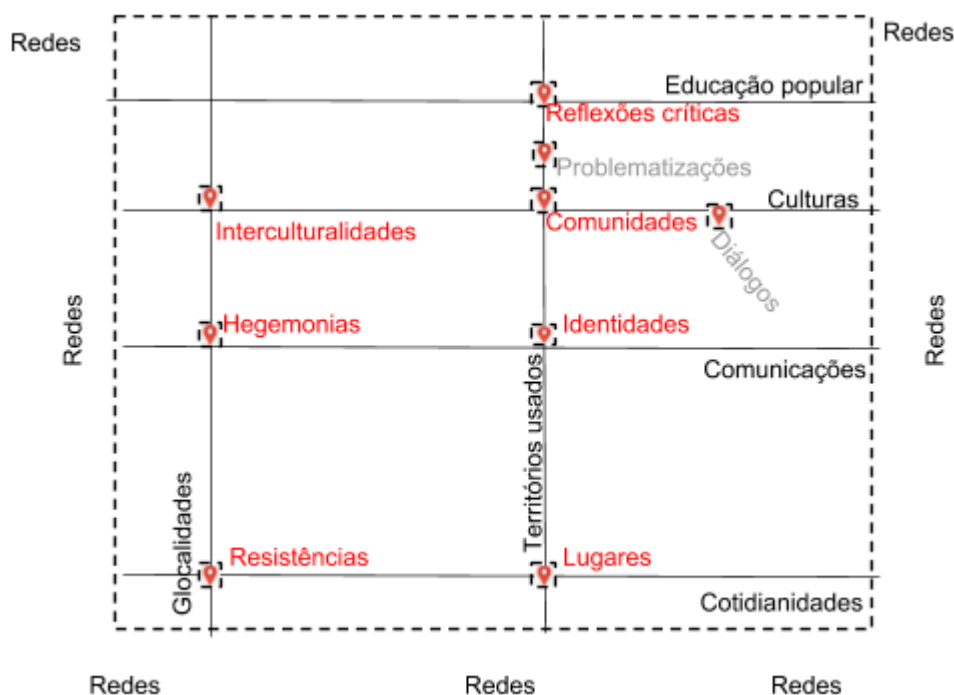 Redes
Redes
Educação popular
Reflexões críticas
Problematizações
Culturas
Interculturalidades
Comunidades
Diálogos
Redes
Hegemonias
Identidades
Redes
Comunicações
Territórios usados
Glocalidades
Resistências
Lugares
Cotidianidades
Redes
Redes
Redes